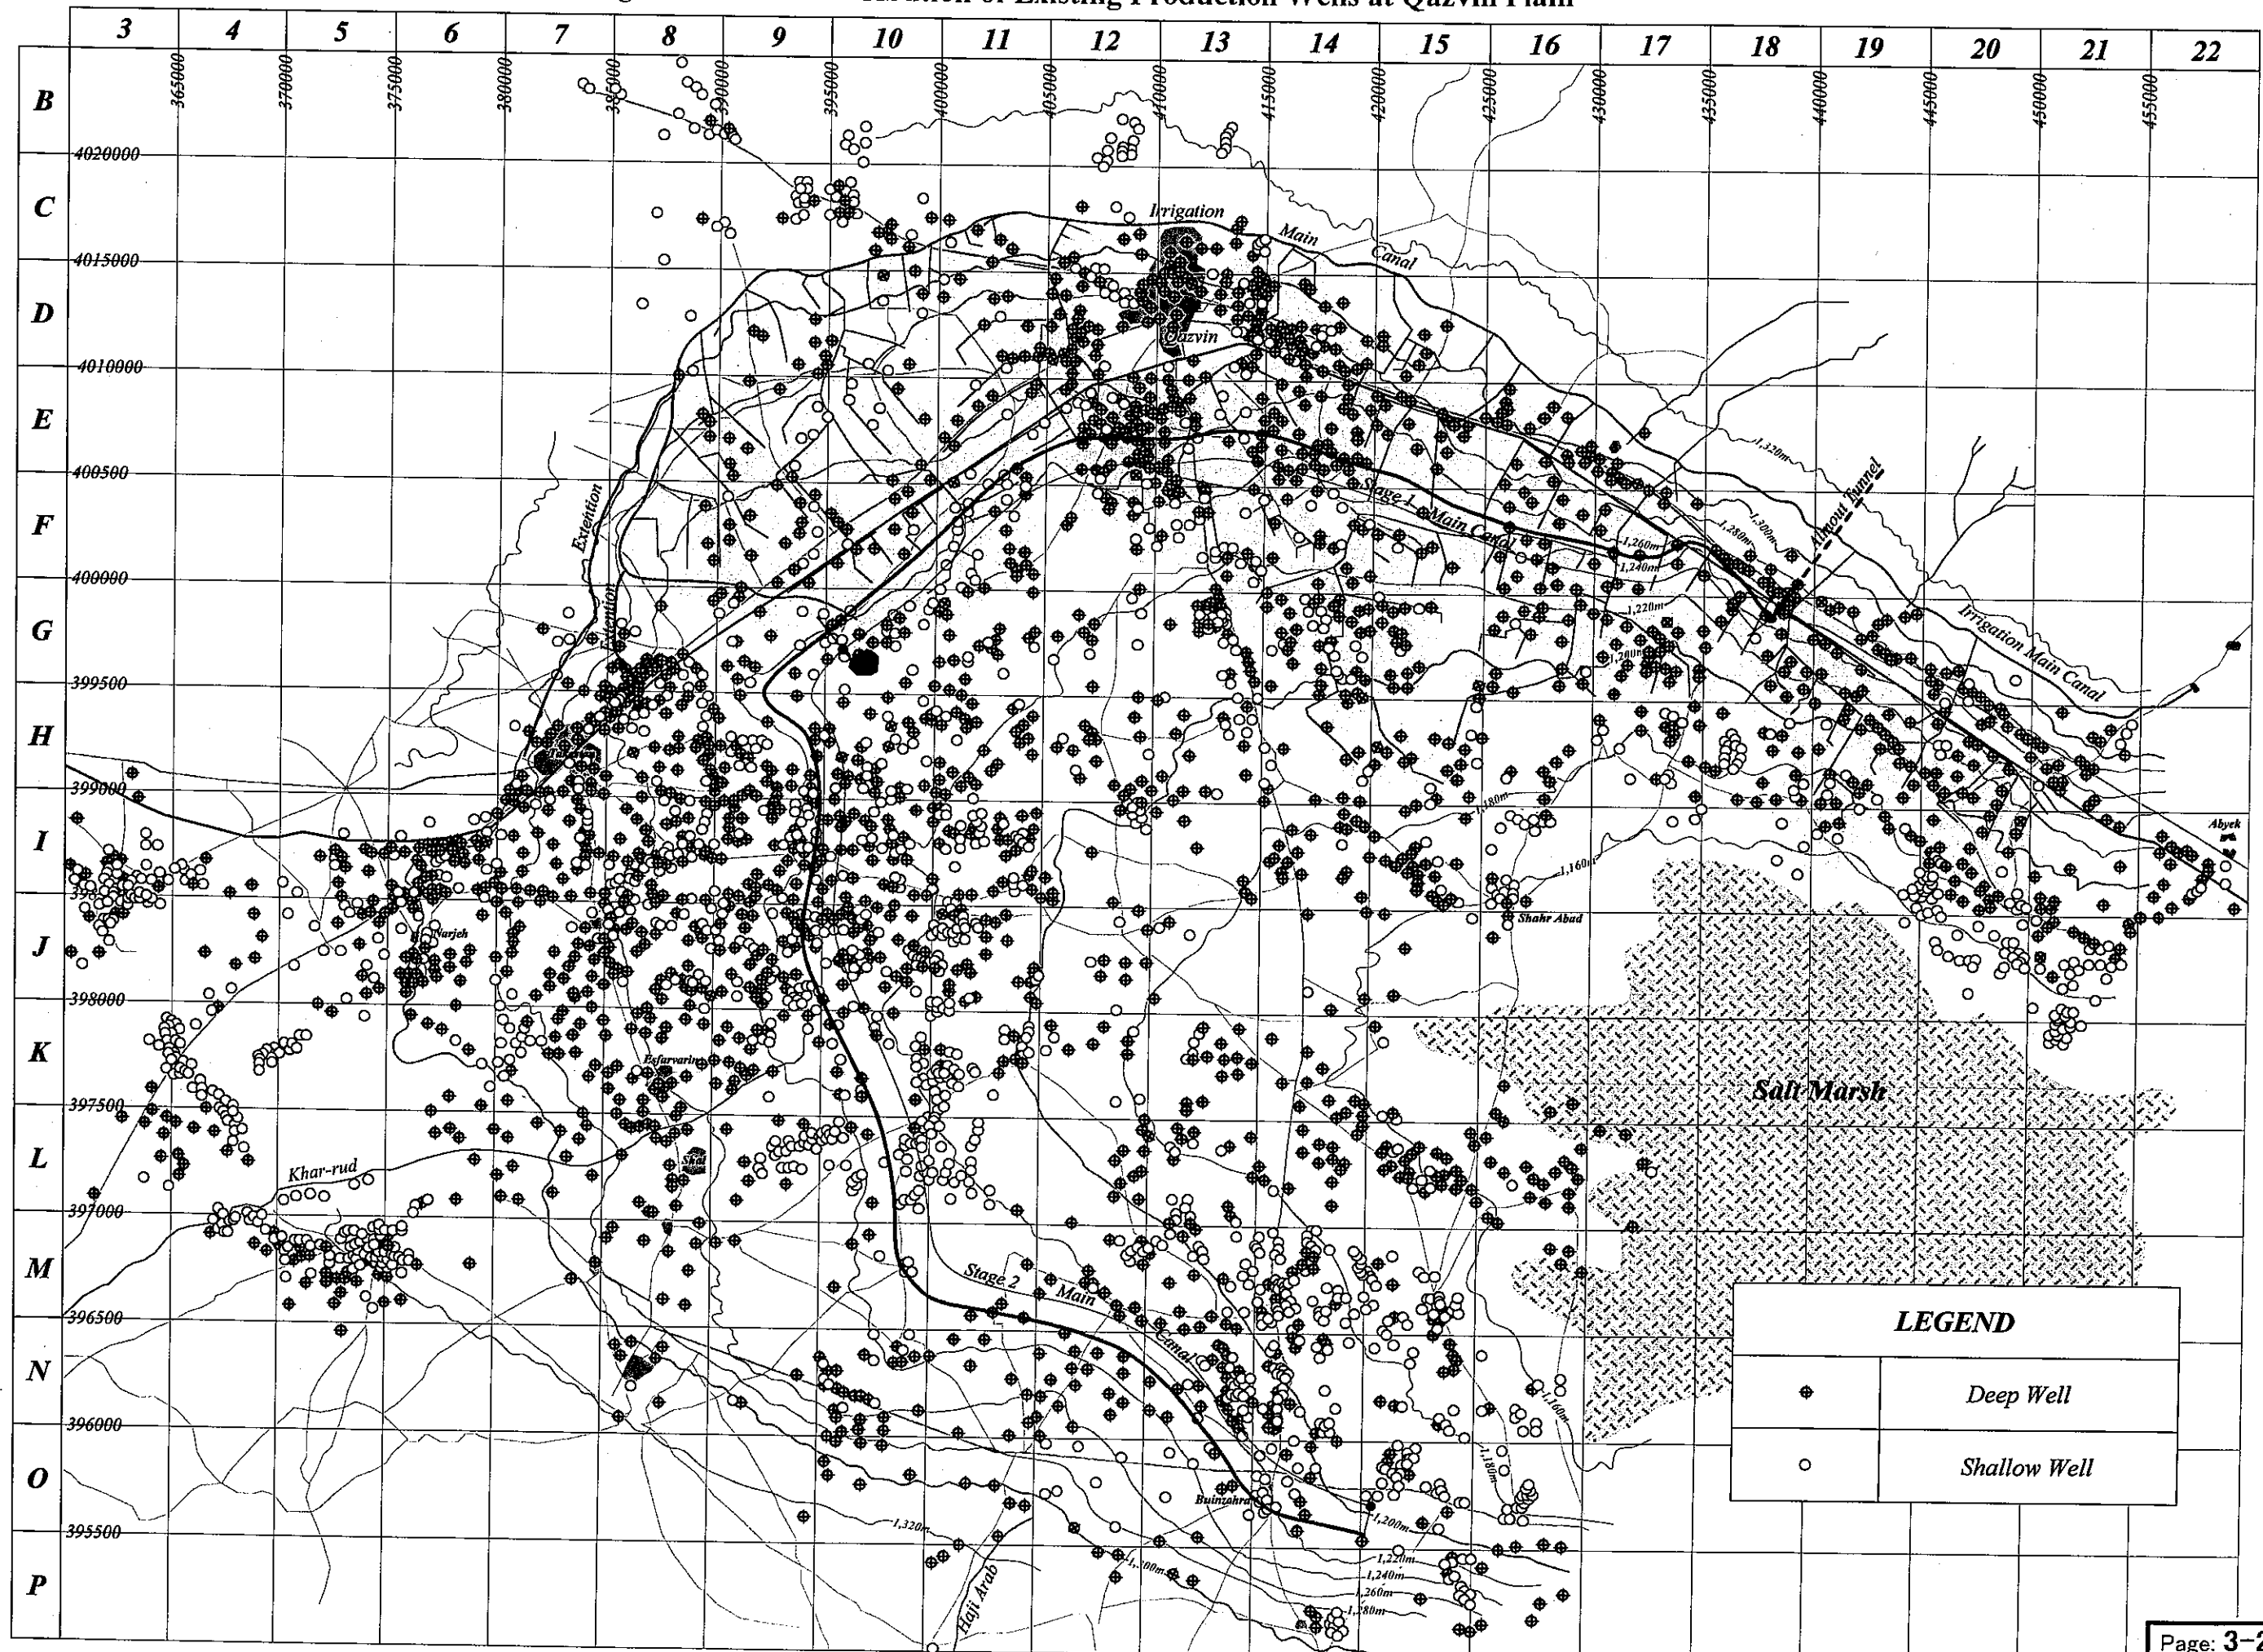 ution of Existing Production Wells at Qazvin Plain
3 4 5 6 7 8 9 10 11 12 13 14 15 16 17 18 19 20 21 22
365000 370000 375000 380000 385000 390000 395000 400000 405000 410000 415000 420000 425000 430000 435000 440000 445000 450000 455000
B
4020000
C
Irrigation Main Canal
4015000
D
Qazvin
4010000
E
1,320m
400500
Extention
Stage 1 Main Canal
Almout Tunnel
F
1,300m
1,280m
1,260m
1,240m
400000
Extention
1,220m
Irrigation Main Canal
G
1,200m
399500
H
399000
1,180m
Abyek
I
1,160m
Shahr Abad
J
Narjeh
398000
K
Esfarvarin
Salt Marsh
397500
L
Shal
Khar-rud
397000
M
Stage 2 Main Canal
396500
LEGEND
N
Deep Well
1,160m
396000
O
Shallow Well
1,180m
Buinzahra
1,200m
395500
1,320m
1,300m
1,220m
1,240m
1,260m
1,280m
P
Haji Arab
Page: 3-2